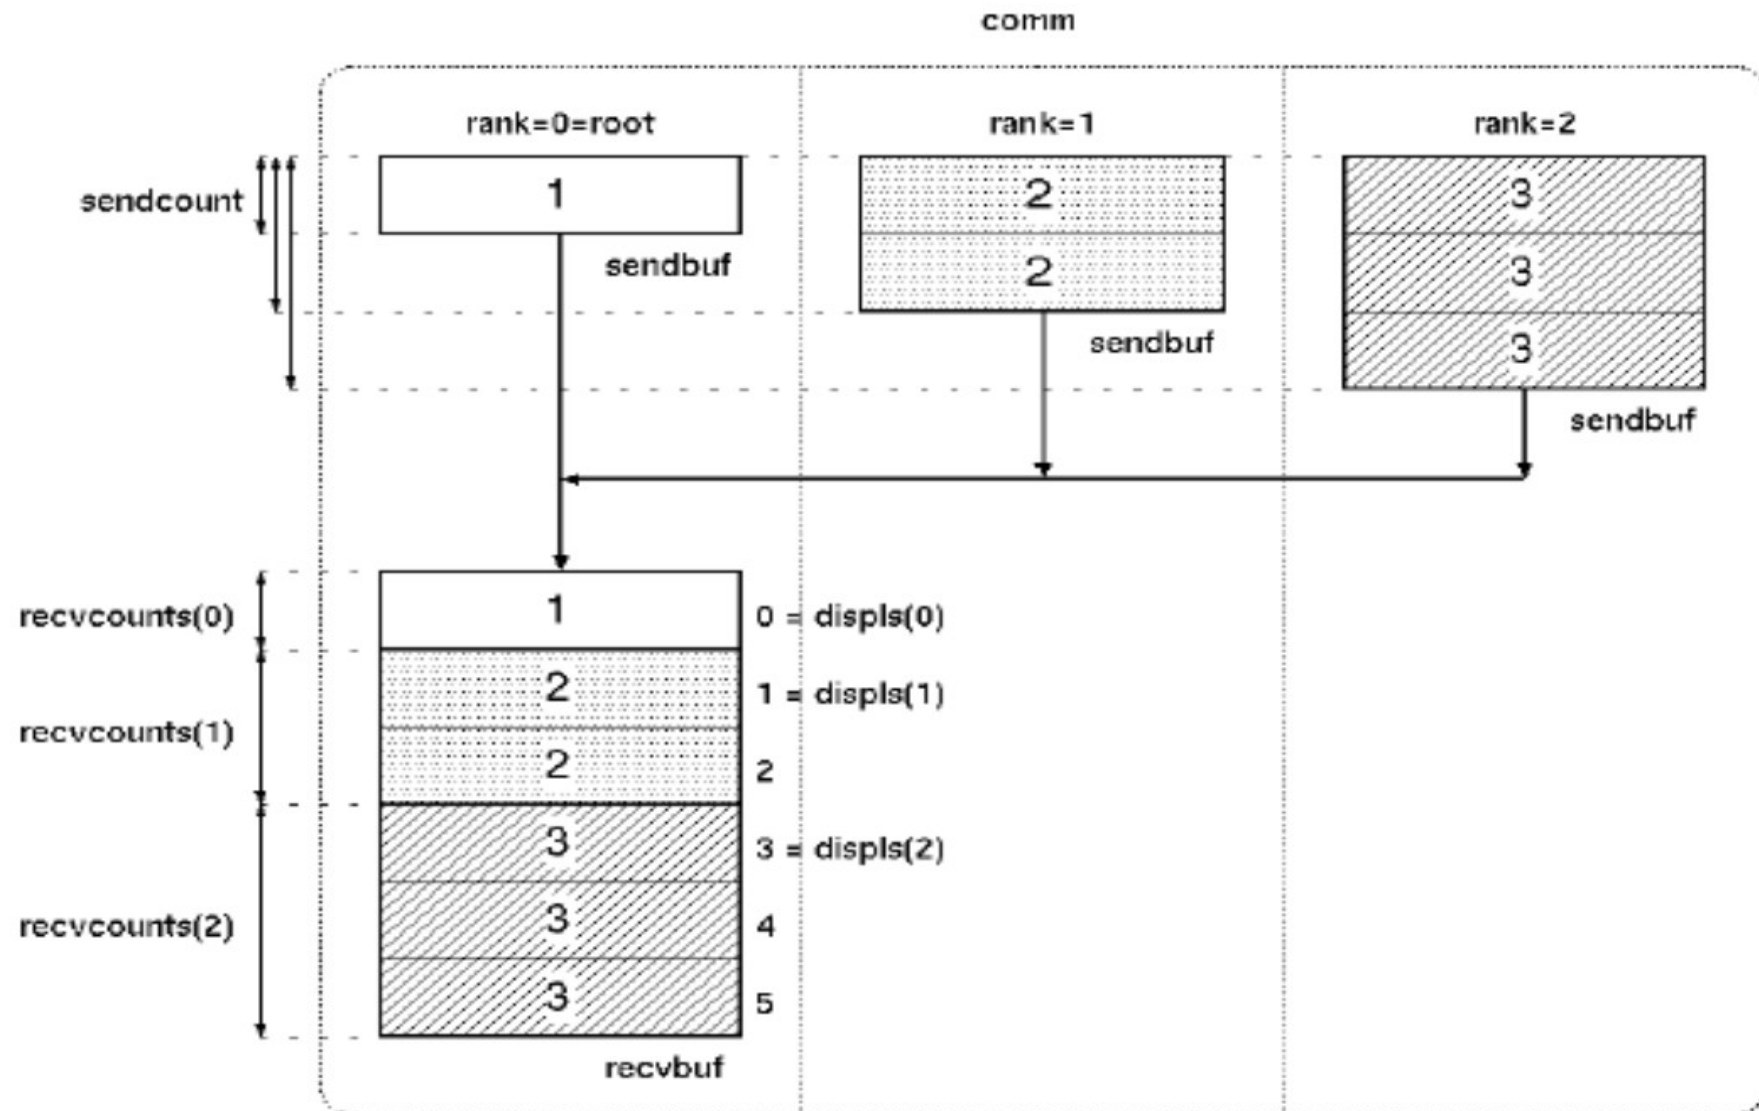 comm
rank=0=root rank=1 rank=2
sendcount 1 2 3
sendbuf 2 3
sendbuf 3
sendbuf
recvcounts(0) 1 0 = displs(0)
2 1 = displs(1)
recvcounts(1)
2 2
3 3 = displs(2)
recvcounts(2) 3 4
3 5
recvbuf